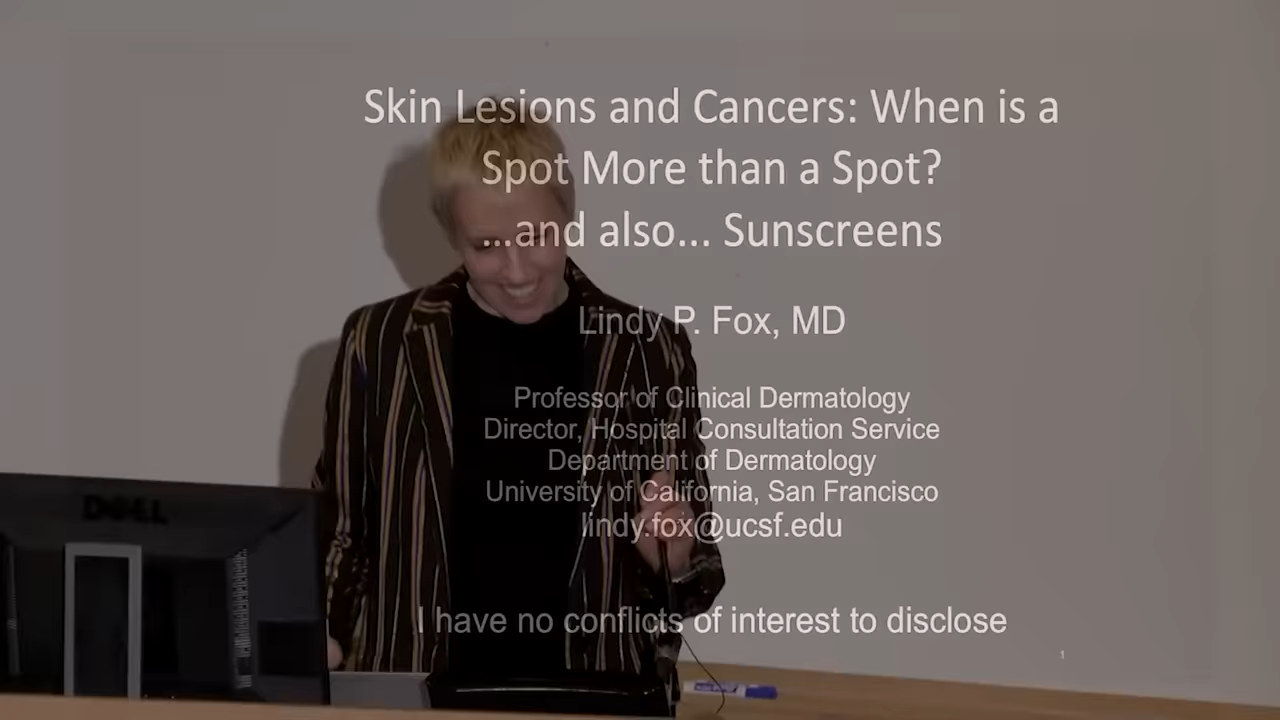 Skin Lesions and Cancers: When is a
Spot More than a Spot?
...and also... Sunscreens
Lindy P. Fox, MD
Professor of Clinical Dermatology
Director, Hospital Consultation Service
Department of Dermatology
University of California, San Francisco
lindy.fox@ucsf.edu
DELL
I have no conflicts of interest to disclose
1